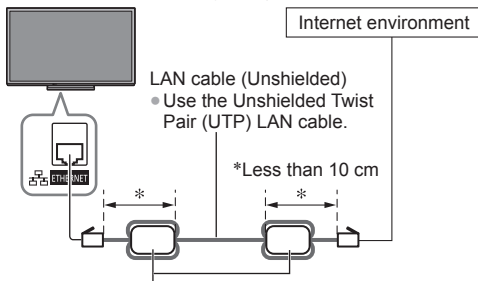 Internet environment
LAN cable (Unshielded)
● Use the Unshielded Twist
Pair (UTP) LAN cable.
*Less than 10 cm
ETHERNET
*
*